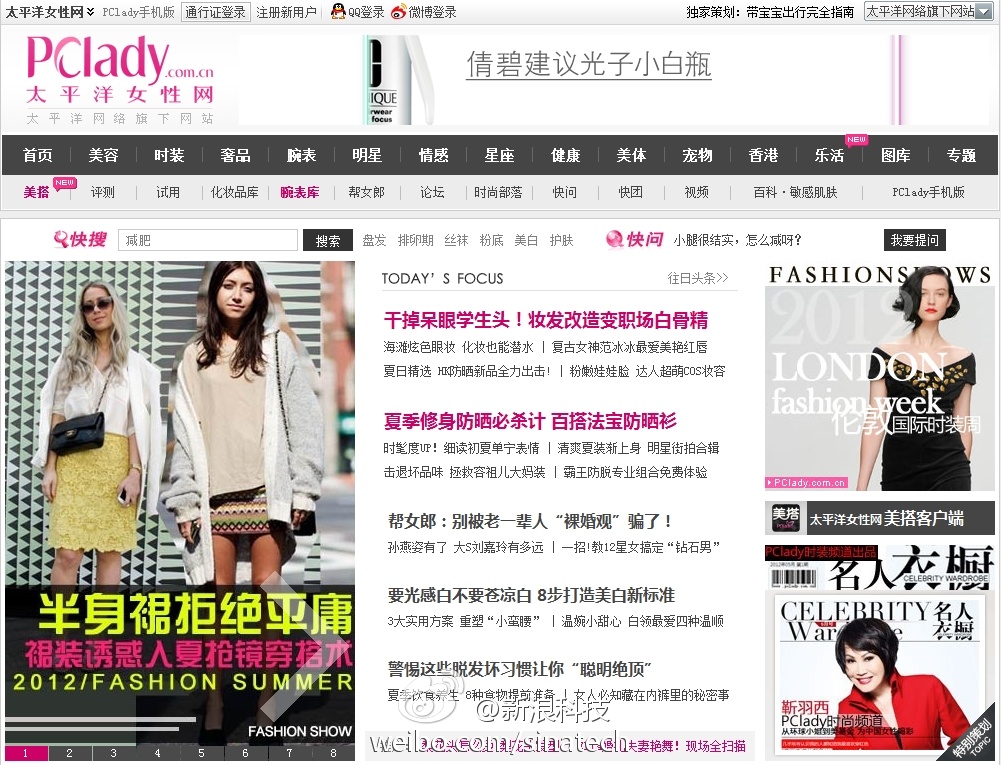 太平洋女性网 PClady手机版 通行证登录 注册新用户 QQ登录 微博登录 独家策划：带宝宝出行完全指南 太平洋网络旗下网站
PClady.com.cn
太平洋女性网
太平洋网络旗下网站
IQUE
erwear
focus
倩碧建议光子小白瓶
首页 美容 时装 奢品 腕表 明星 情感 星座 健康 美体 宠物 香港 乐活 NEW 图库 专题
美搭 NEW 评测 试用 化妆品库 腕表库 帮女郎 论坛 时尚部落 快问 快团 视频 百科·敏感肌肤 PClady手机版
快搜 减肥 搜索 盘发 排卵期 丝袜 粉底 美白 护肤 快问 小腿很结实，怎么减呀？ 我要提问
半身裙拒绝平庸
裙装诱惑入夏抢镜穿搭术
2012/FASHION SUMMER
FASHION SHOW
1 2 3 4 5 6 7 8
TODAY'S FOCUS 往日头条>>
干掉呆眼学生头！妆发改造变职场白骨精
海滩炫色眼妆 化妆也能潜水 | 复古女神范冰冰最爱美艳红唇
夏日精选 HK防晒新品全力出击! | 粉嫩娃娃脸 达人超萌COS妆容
夏季修身防晒必杀计 百搭法宝防晒衫
时髦度UP! 细读初夏单宁表情 | 清爽夏装渐上身 明星街拍合辑
击退坏品味 拯救容祖儿大妈装 | 霸王防脱专业组合免费体验
帮女郎：别被老一辈人“裸婚观”骗了！
孙燕姿有了 大S刘嘉玲有多远 | 一招!教12星女搞定“钻石男”
要光感白不要苍凉白 8步打造美白新标准
3大实用方案 重塑“小蛮腰” | 温婉小甜心 白领最爱四种温顺
警惕这些脱发坏习惯让你“聪明绝顶”
夏季饮食养生 种食物提前准备 | 女人必知藏在内裤里的秘密事
夫妻艳舞！现场全扫描
@新浪科技
weibo.com/sinatech
FASHIONSHOWS
2012
LONDON
fashion week
伦敦国际时装周
PClady.com.cn
美搭 太平洋女性网美搭客户端
PClady时装频道出品
名人衣橱
CELEBRITY WARDROBE
CELEBRITY 名人
Wardrobe 衣橱
靳羽西
PClady时尚频道
特别策划
TOPIC